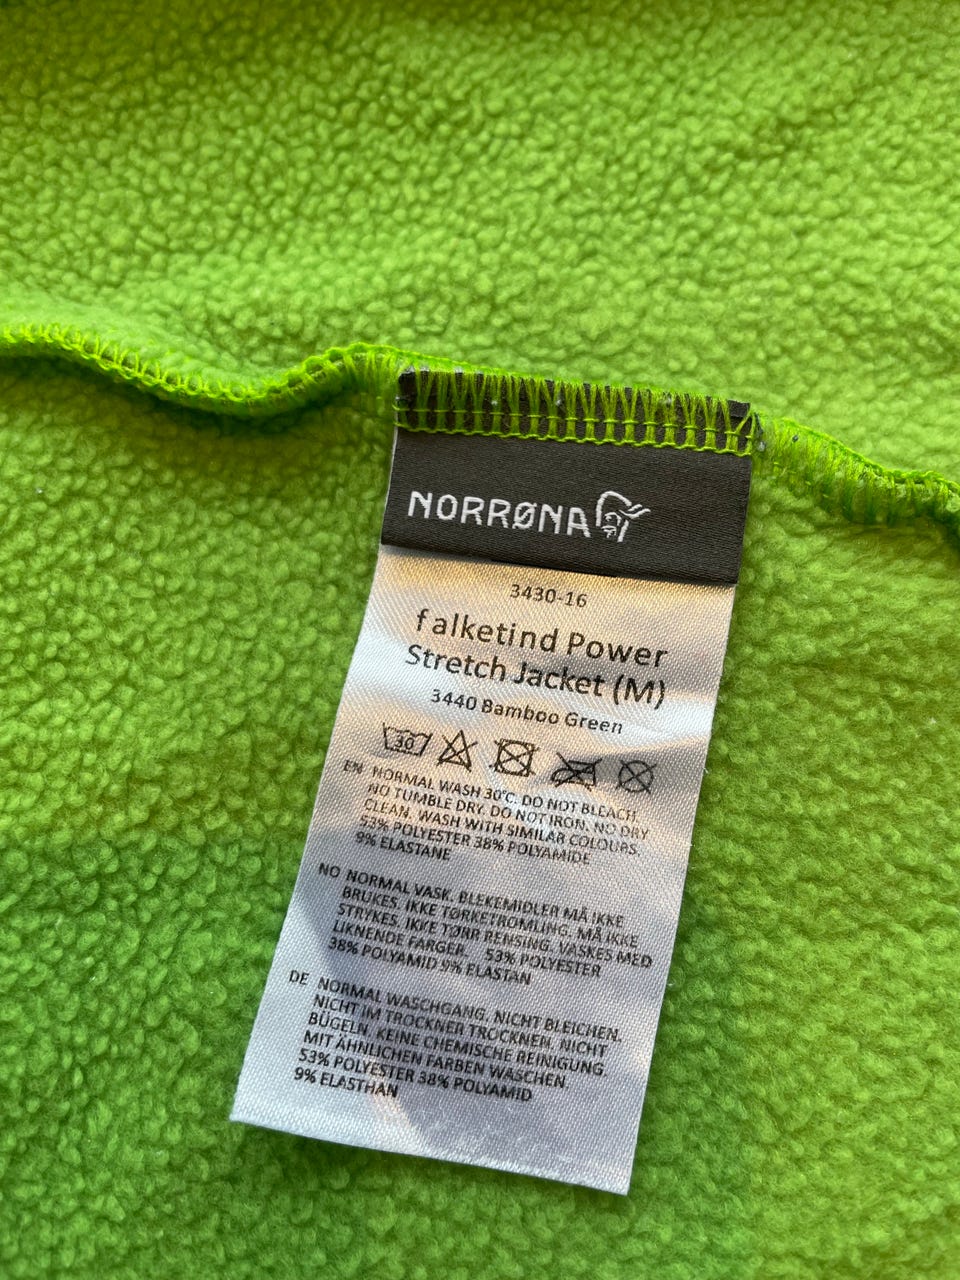 NORRØNA
3430-16
falketind Power
Stretch Jacket (M)
3440 Bamboo Green
30
EN NORMAL WASH 30°C. DO NOT BLEACH.
NO TUMBLE DRY. DO NOT IRON. NO DRY
CLEAN. WASH WITH SIMILAR COLOURS.
53% POLYESTER 38% POLYAMIDE
9% ELASTANE
NO NORMAL VASK. BLEKEMIDLER MÅ IKKE
BRUKES. IKKE TØRKETROMLING. MÅ IKKE
STRYKES. IKKE TØRR RENSING. VASKES MED
LIKNENDE FARGER. 53% POLYESTER
38% POLYAMID 9% ELASTAN
DE NORMAL WASCHGANG. NICHT BLEICHEN.
NICHT IM TROCKNER TROCKNEN. NICHT
BÜGELN. KEINE CHEMISCHE REINIGUNG.
MIT ÄHNLICHEN FARBEN WASCHEN.
53% POLYESTER 38% POLYAMID
9% ELASTHAN